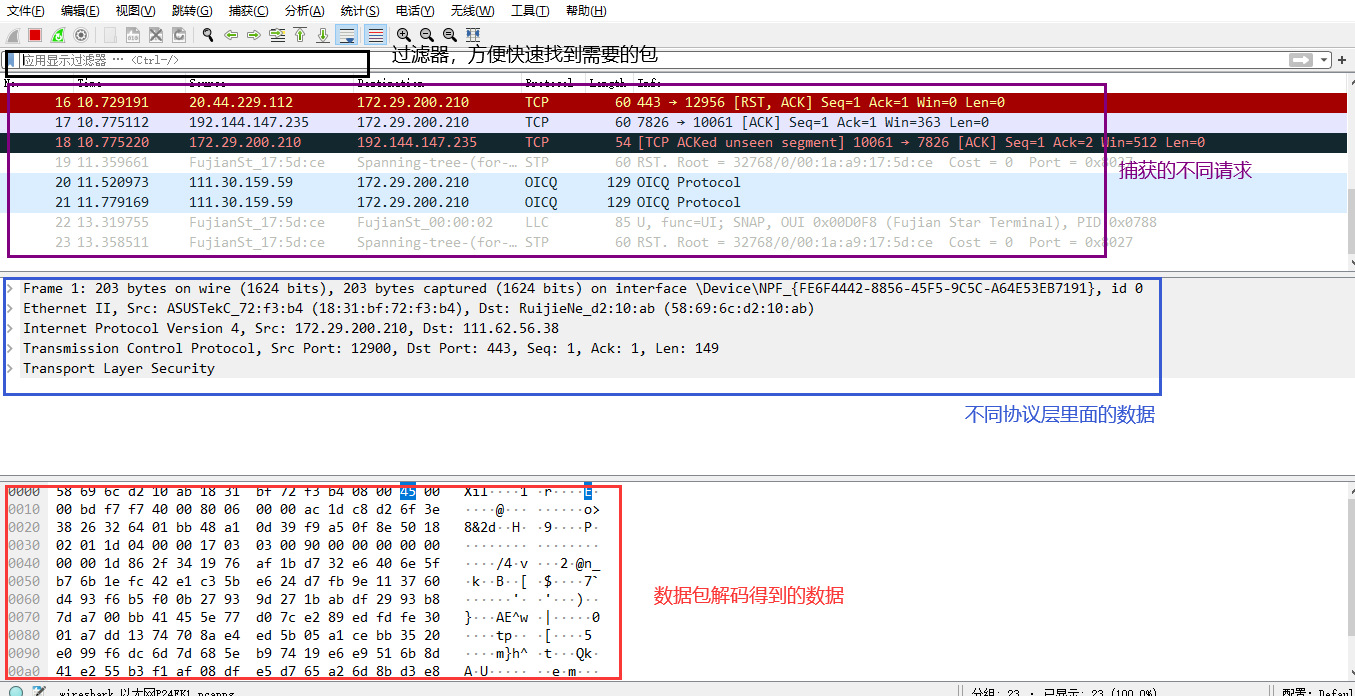 文件(F) 编辑(E) 视图(V) 跳转(G) 捕获(C) 分析(A) 统计(S) 电话(Y) 无线(W) 工具(T) 帮助(H)
应用显示过滤器 … <Ctrl-/>
过滤器，方便快速找到需要的包
No. Time Source Destination Protocol Length Info
16 10.729191 20.44.229.112 172.29.200.210 TCP 60 443 → 12956 [RST, ACK] Seq=1 Ack=1 Win=0 Len=0
17 10.775112 192.144.147.235 172.29.200.210 TCP 60 7826 → 10061 [ACK] Seq=1 Ack=1 Win=363 Len=0
18 10.775220 172.29.200.210 192.144.147.235 TCP 54 [TCP ACKed unseen segment] 10061 → 7826 [ACK] Seq=1 Ack=2 Win=512 Len=0
19 11.359661 FujianSt_17:5d:ce Spanning-tree-(for-… STP 60 RST. Root = 32768/0/00:1a:a9:17:5d:ce Cost = 0 Port = 0x8027
捕获的不同请求
20 11.520973 111.30.159.59 172.29.200.210 OICQ 129 OICQ Protocol
21 11.779169 111.30.159.59 172.29.200.210 OICQ 129 OICQ Protocol
22 13.319755 FujianSt_17:5d:ce FujianSt_00:00:02 LLC 85 U, func=UI; SNAP, OUI 0x00D0F8 (Fujian Star Terminal), PID 0x0788
23 13.358511 FujianSt_17:5d:ce Spanning-tree-(for-… STP 60 RST. Root = 32768/0/00:1a:a9:17:5d:ce Cost = 0 Port = 0x8027
Frame 1: 203 bytes on wire (1624 bits), 203 bytes captured (1624 bits) on interface \Device\NPF_{FE6F4442-8856-45F5-9C5C-A64E53EB7191}, id 0
Ethernet II, Src: ASUSTekC_72:f3:b4 (18:31:bf:72:f3:b4), Dst: RuijieNe_d2:10:ab (58:69:6c:d2:10:ab)
Internet Protocol Version 4, Src: 172.29.200.210, Dst: 111.62.56.38
Transmission Control Protocol, Src Port: 12900, Dst Port: 443, Seq: 1, Ack: 1, Len: 149
Transport Layer Security
不同协议层里面的数据
0000 58 69 6c d2 10 ab 18 31 bf 72 f3 b4 08 00 45 00 Xil····1 ·r····E·
0010 00 bd f7 f7 40 00 80 06 00 00 ac 1d c8 d2 6f 3e ····@··· ······o>
0020 38 26 32 64 01 bb 48 a1 0d 39 f9 a5 0f 8e 50 18 8&2d··H· ·9····P·
0030 02 01 1d 04 00 00 17 03 03 00 90 00 00 00 00 00 ········ ········
0040 00 00 1d 86 2f 34 19 76 af 1b d7 32 e6 40 6e 5f ····/4·v ···2·@n_
0050 b7 6b 1e fc 42 e1 c3 5b e6 24 d7 fb 9e 11 37 60 ·k··B··[ ·$····7`
0060 d4 93 f6 b5 f0 0b 27 93 9d 27 1b ab df 29 93 b8 ······'· ·'···)··
0070 7d a7 00 bb 41 45 5e 77 d0 7c e2 89 ed fd fe 30 }···AE^w ·|·····0
0080 01 a7 dd 13 74 70 8a e4 ed 5b 05 a1 ce bb 35 20 ····tp·· ·[····5
0090 e0 99 f6 dc 6d 7d 68 5e b9 74 19 e6 e9 51 6b 8d ····m}h^ ·t···Qk·
00a0 41 e2 55 b3 f1 af 08 df e5 d7 65 a2 6d 8b d3 e8 A·U····· ··e·m···
数据包解码得到的数据
分组: 23 · 已显示: 23 (100.0%)